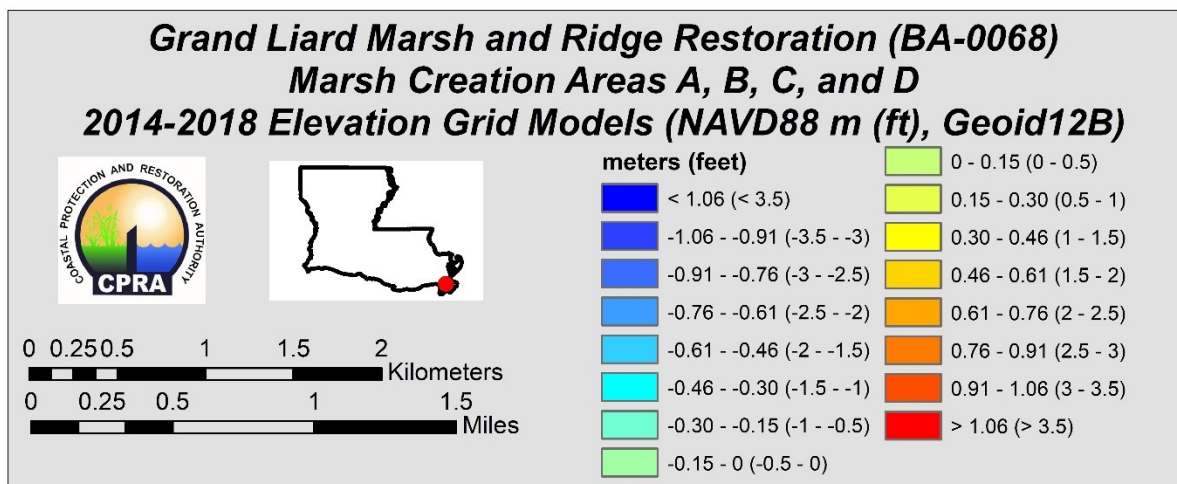 Grand Liard Marsh and Ridge Restoration (BA-0068)
Marsh Creation Areas A, B, C, and D
2014-2018 Elevation Grid Models (NAVD88 m (ft), Geoid12B)
COASTAL PROTECTION AND RESTORATION AUTHORITY
CPRA
0 0.25 0.5 1 1.5 2
Kilometers
0 0.25 0.5 1 1.5
Miles
meters (feet)
< 1.06 (< 3.5)
-1.06 - -0.91 (-3.5 - -3)
-0.91 - -0.76 (-3 - -2.5)
-0.76 - -0.61 (-2.5 - -2)
-0.61 - -0.46 (-2 - -1.5)
-0.46 - -0.30 (-1.5 - -1)
-0.30 - -0.15 (-1 - -0.5)
-0.15 - 0 (-0.5 - 0)
0 - 0.15 (0 - 0.5)
0.15 - 0.30 (0.5 - 1)
0.30 - 0.46 (1 - 1.5)
0.46 - 0.61 (1.5 - 2)
0.61 - 0.76 (2 - 2.5)
0.76 - 0.91 (2.5 - 3)
0.91 - 1.06 (3 - 3.5)
> 1.06 (> 3.5)